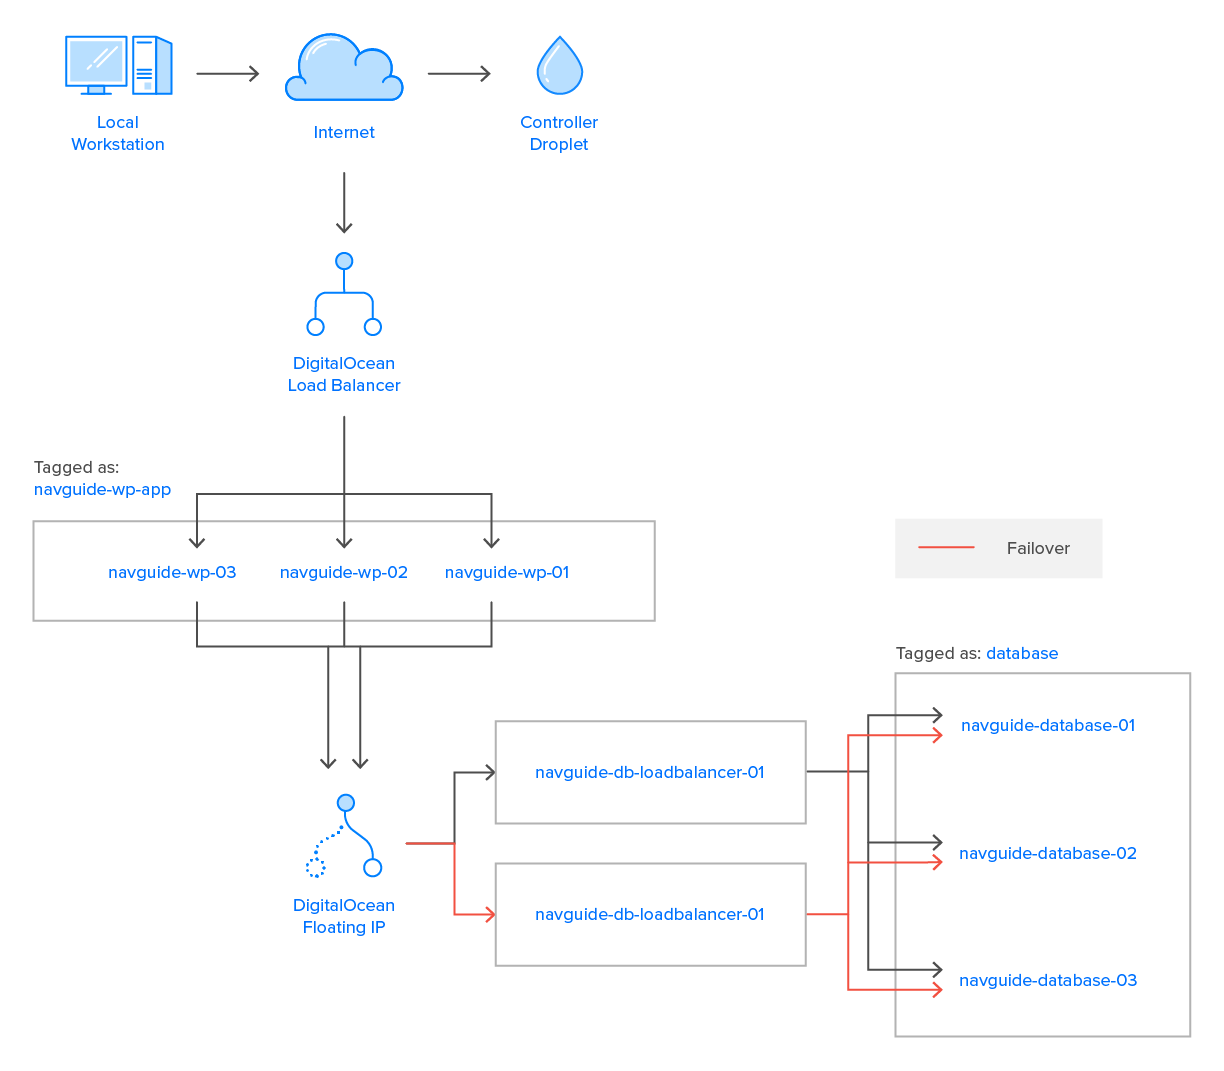 Local
Workstation
Internet
Controller
Droplet
DigitalOcean
Load Balancer
Tagged as:
navguide-wp-app
navguide-wp-03
navguide-wp-02
navguide-wp-01
Failover
Tagged as: database
navguide-database-01
navguide-db-loadbalancer-01
navguide-database-02
DigitalOcean
Floating IP
navguide-db-loadbalancer-01
navguide-database-03